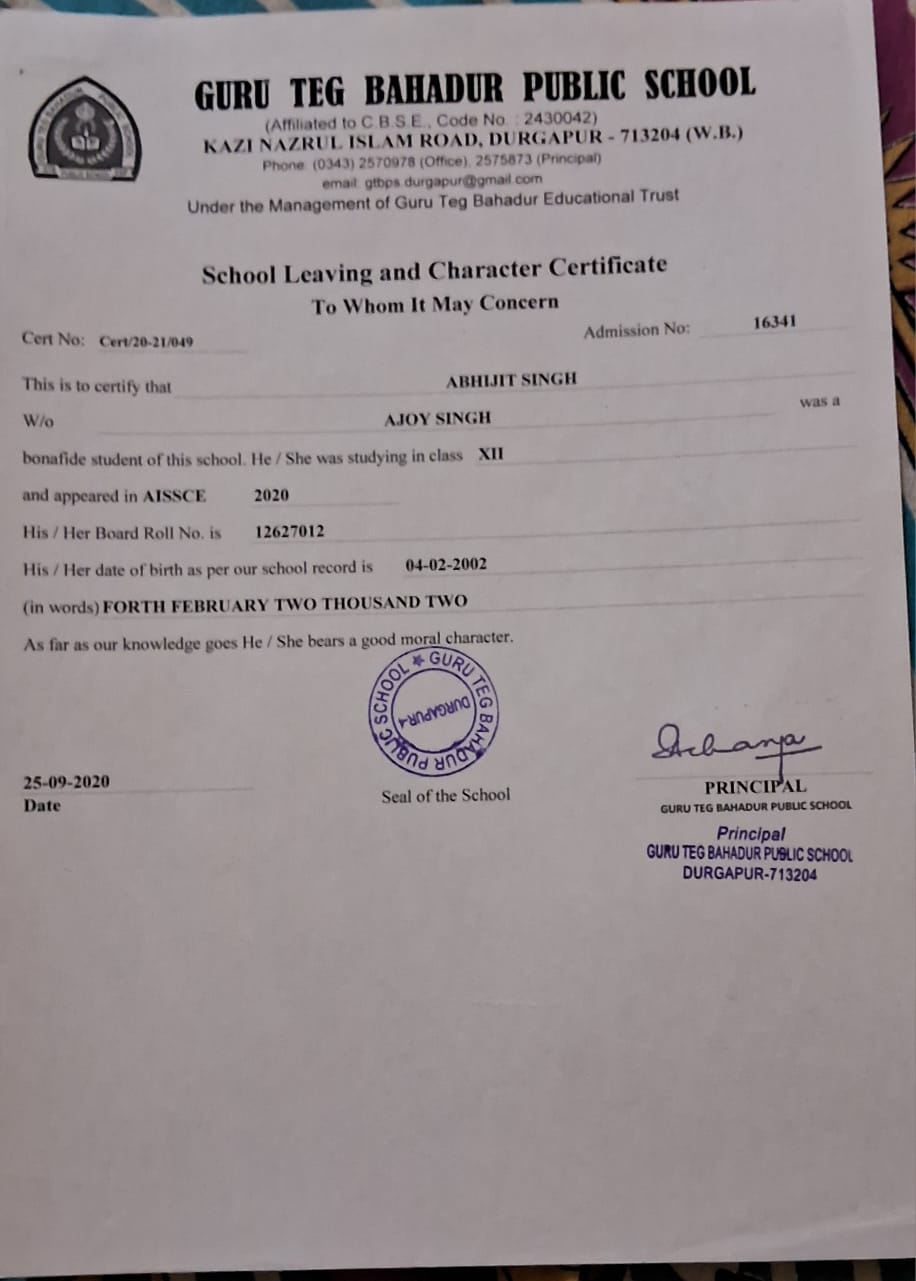 GURU TEG BAHADUR PUBLIC SCHOOL
(Affiliated to C.B.S.E., Code No. : 2430042)
KAZI NAZRUL ISLAM ROAD, DURGAPUR - 713204 (W.B.)
Phone: (0343) 2570978 (Office), 2575873 (Principal)
email: gtbps.durgapur@gmail.com
Under the Management of Guru Teg Bahadur Educational Trust
School Leaving and Character Certificate
To Whom It May Concern
Cert No: Cert/20-21/049 Admission No: 16341
This is to certify that ABHIJIT SINGH
W/o AJOY SINGH was a
bonafide student of this school. He / She was studying in class XII
and appeared in AISSCE 2020
His / Her Board Roll No. is 12627012
His / Her date of birth as per our school record is 04-02-2002
(in words) FORTH FEBRUARY TWO THOUSAND TWO
As far as our knowledge goes He / She bears a good moral character.
GURU TEG BAHADUR PUBLIC SCHOOL
DURGAPUR-4
25-09-2020
Date
Seal of the School
PRINCIPAL
GURU TEG BAHADUR PUBLIC SCHOOL
Principal
GURU TEG BAHADUR PUBLIC SCHOOL
DURGAPUR-713204